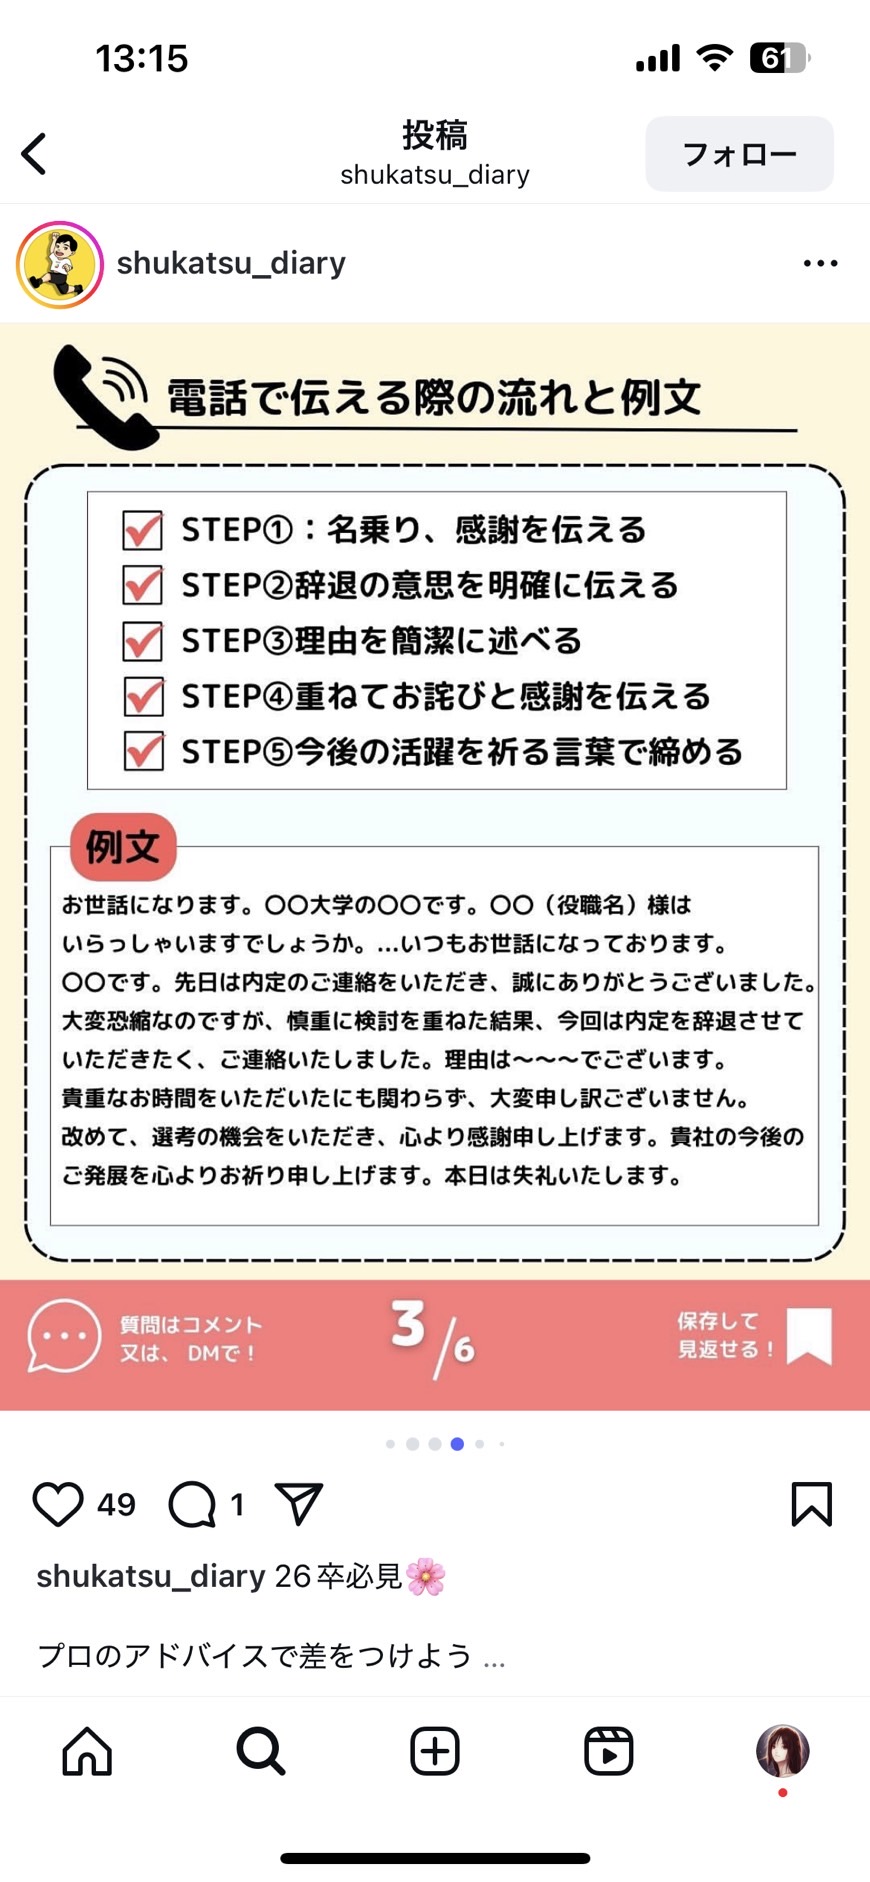 13:15
61
投稿
shukatsu_diary
フォロー
shukatsu_diary
電話で伝える際の流れと例文
STEP①：名乗り、感謝を伝える
STEP②辞退の意思を明確に伝える
STEP③理由を簡潔に述べる
STEP④重ねてお詫びと感謝を伝える
STEP⑤今後の活躍を祈る言葉で締める
例文
お世話になります。〇〇大学の〇〇です。〇〇（役職名）様は
いらっしゃいますでしょうか。…いつもお世話になっております。
〇〇です。先日は内定のご連絡をいただき、誠にありがとうございました。
大変恐縮なのですが、慎重に検討を重ねた結果、今回は内定を辞退させて
いただきたく、ご連絡いたしました。理由は〜〜〜でございます。
貴重なお時間をいただいたにも関わらず、大変申し訳ございません。
改めて、選考の機会をいただき、心より感謝申し上げます。貴社の今後の
ご発展を心よりお祈り申し上げます。本日は失礼いたします。
質問はコメント
又は、DMで！
3/6
保存して
見返せる！
49
1
shukatsu_diary 26卒必見🌸
プロのアドバイスで差をつけよう ...